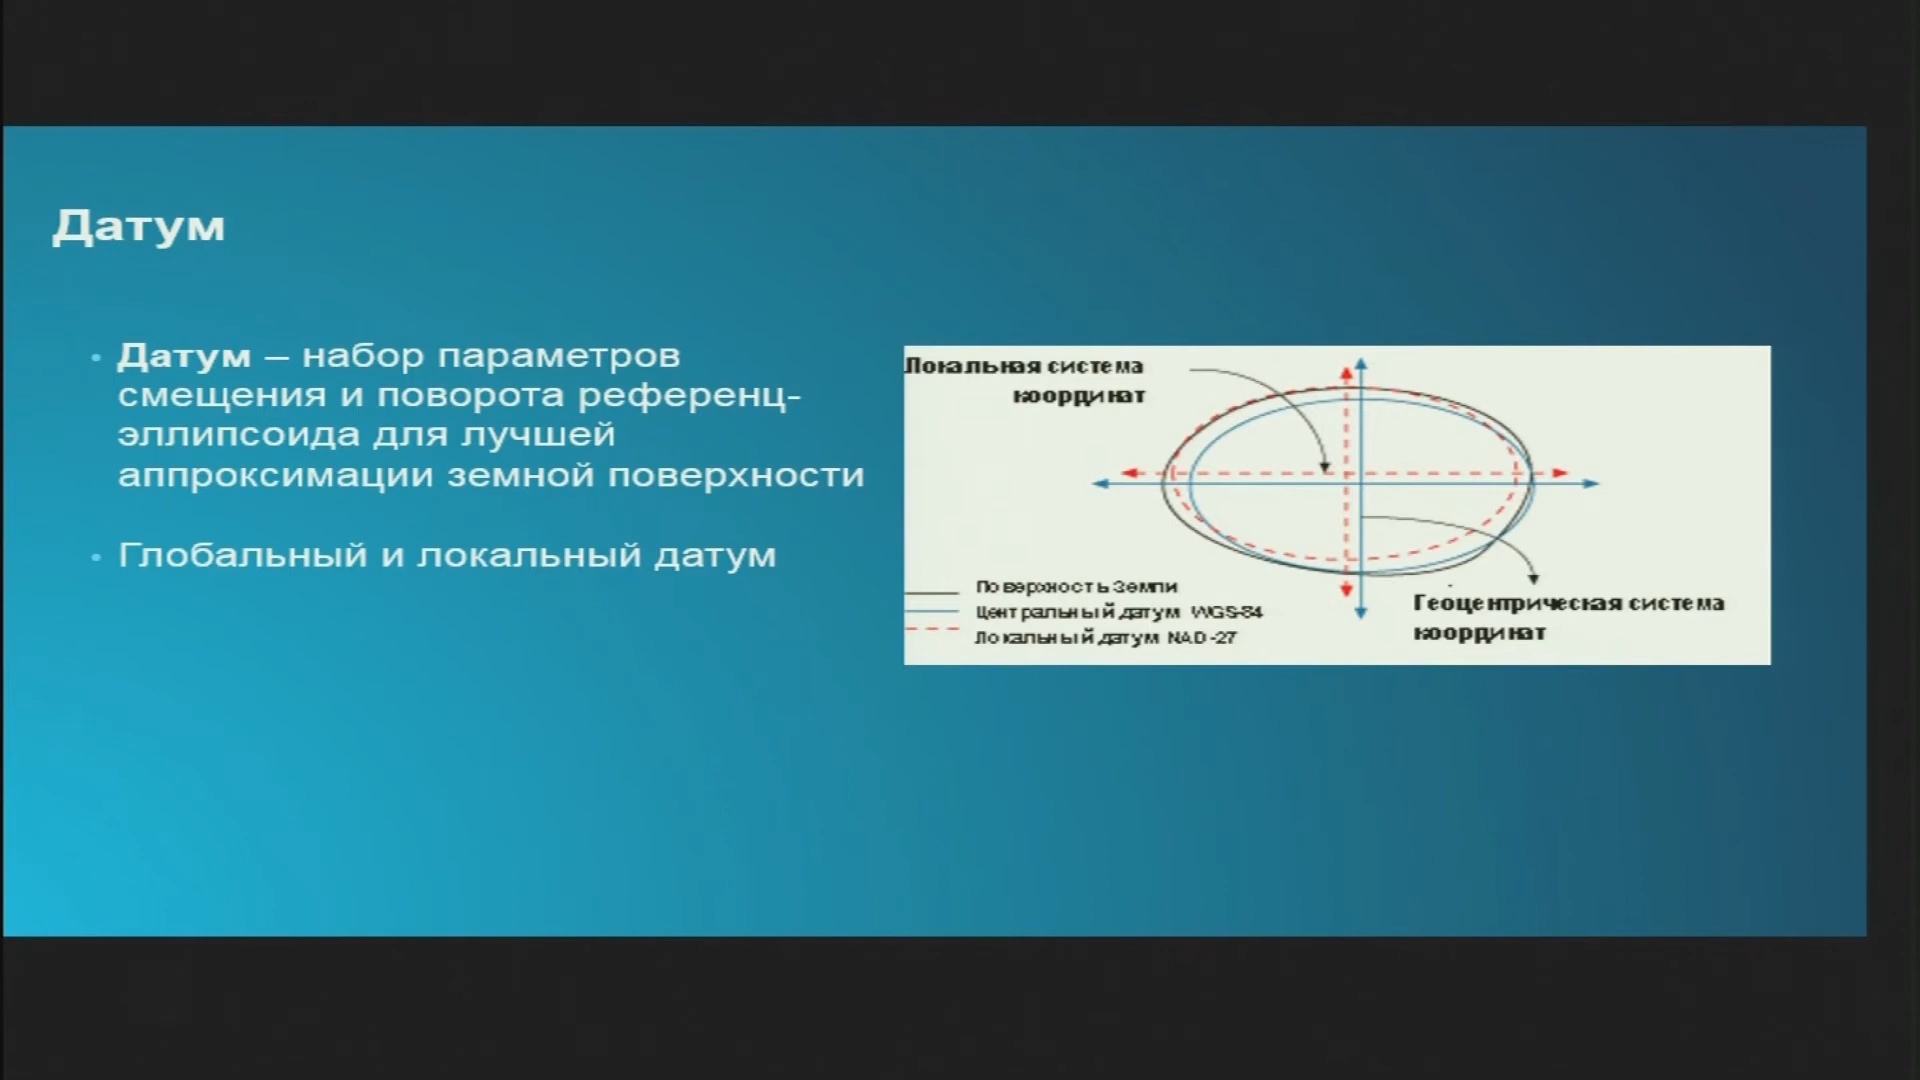 Датум
• Датум – набор параметров
смещения и поворота референц-
эллипсоида для лучшей
аппроксимации земной поверхности
• Глобальный и локальный датум
Локальная система
координат
Поверхность Земли
Центральный датум WGS-84
Локальный датум NAD-27
Геоцентрическая система
координат